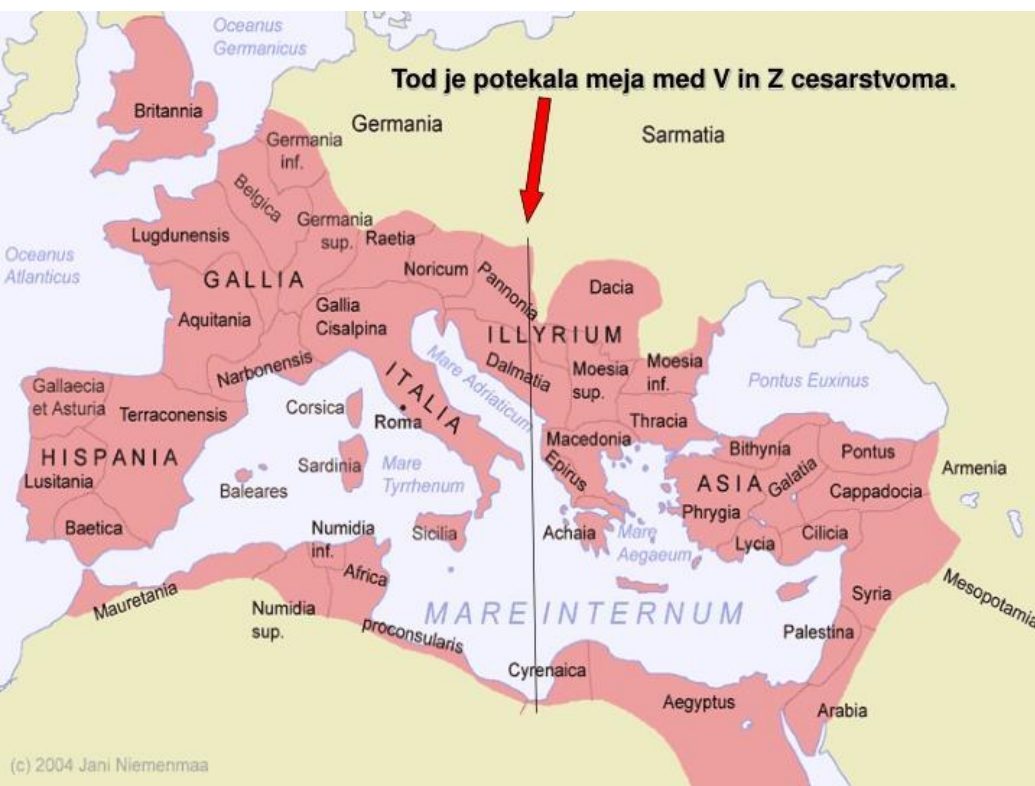 Oceanus
Germanicus
Tod je potekala meja med V in Z cesarstvoma.
Britannia
Germania
Sarmatia
Germania
inf.
Belgica
Germania
sup.
Lugdunensis
Raetia
Oceanus
Atlanticus
GALLIA
Noricum
Pannonia
Dacia
Gallia
Cisalpina
Aquitania
ILLYRIUM
Narbonensis
ITALIA
Mare Adriaticum
Dalmatia
Moesia
sup.
Moesia
inf.
Pontus Euxinus
Gallaecia
et Asturia
Terraconensis
Corsica
Roma
Thracia
Macedonia
Bithynia
Pontus
HISPANIA
Lusitania
Sardinia
Mare
Tyrrhenum
Epirus
ASIA
Galatia
Armenia
Baleares
Cappadocia
Phrygia
Baetica
Numidia
inf.
Sicilia
Achaia
Mare
Aegaeum
Lycia
Cilicia
Africa
Mauretania
Numidia
sup.
proconsularis
MARE INTERNUM
Syria
Mesopotamia
Palestina
Cyrenaica
Aegyptus
Arabia
(c) 2004 Jani Niemenmaa